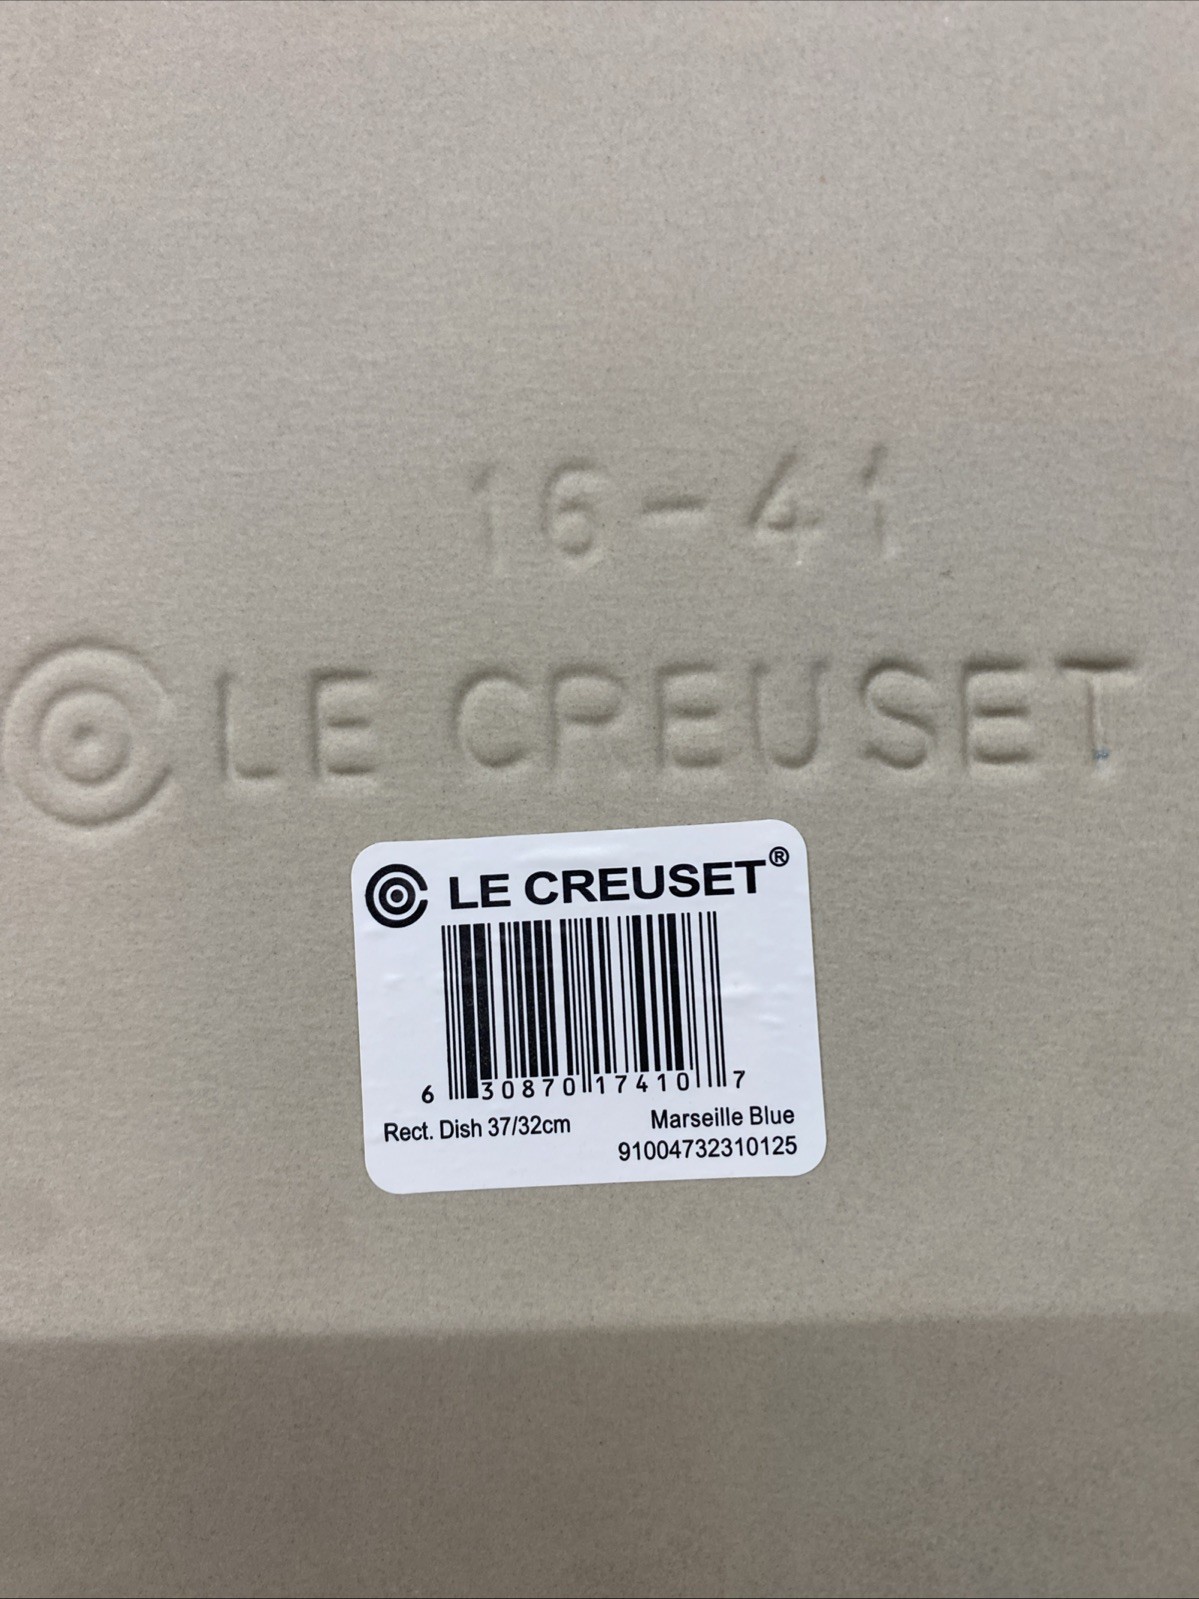 16-41
LE CREUSET
LE CREUSET®
6 30870 17410 7
Rect. Dish 37/32cm
Marseille Blue
91004732310125